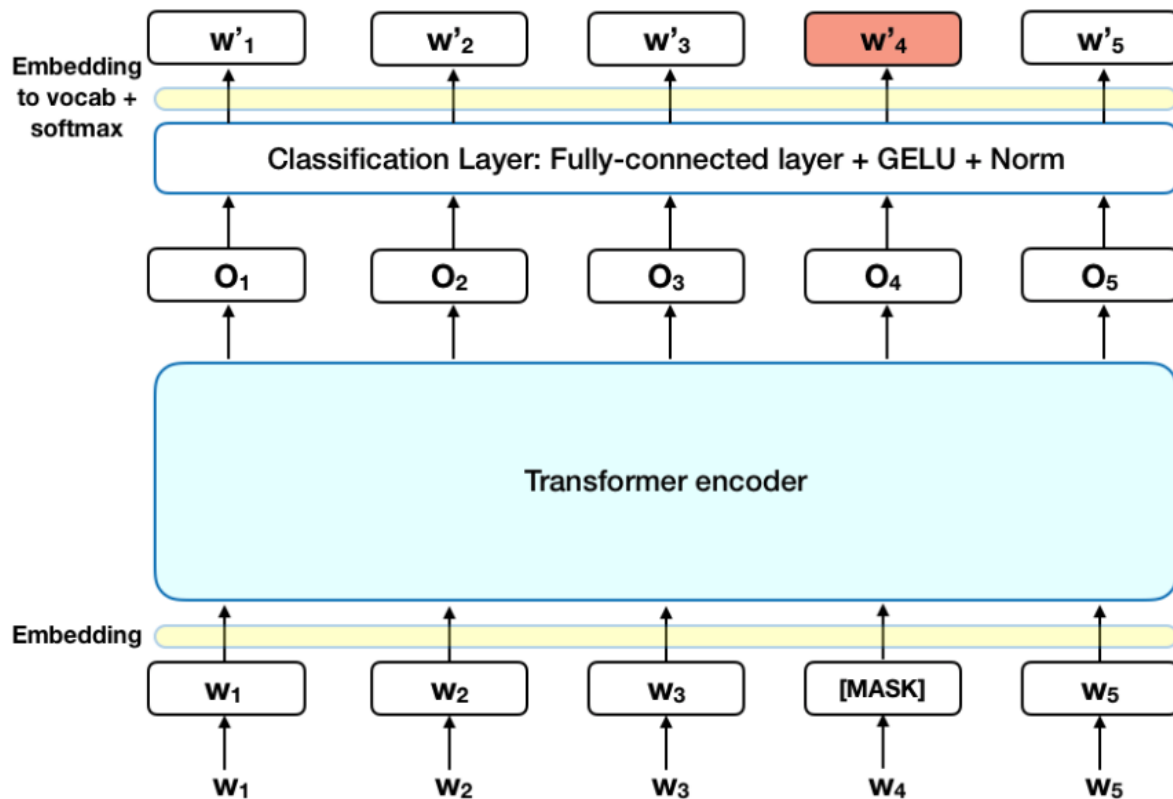 w’₁ w’₂ w’₃ w’₄ w’₅
Embedding
to vocab +
softmax
Classification Layer: Fully-connected layer + GELU + Norm
O₁ O₂ O₃ O₄ O₅
Transformer encoder
Embedding
w₁ w₂ w₃ [MASK] w₅
w₁ w₂ w₃ w₄ w₅